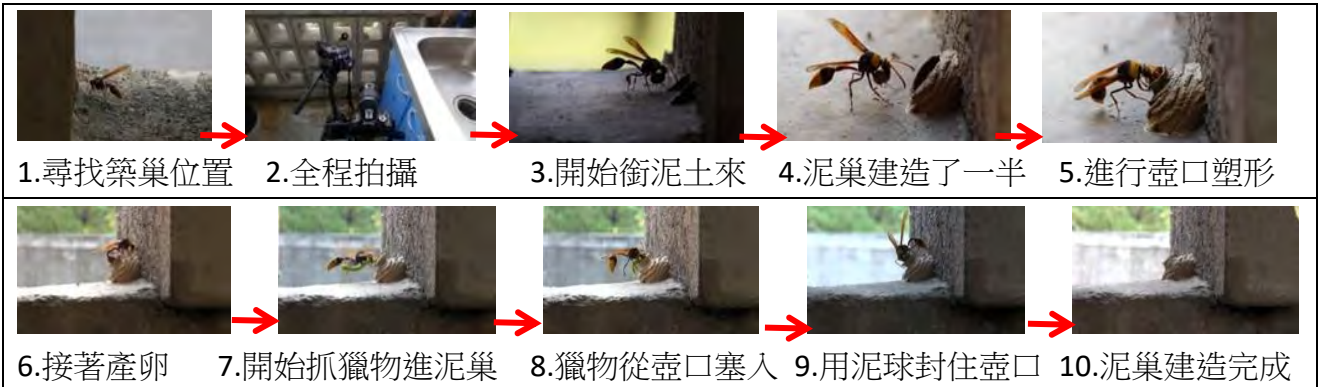 1.尋找築巢位置 2.全程拍攝 3.開始銜泥土來 4.泥巢建造了一半 5.進行壺口塑形
6.接著產卵 7.開始抓獵物進泥巢 8.獵物從壺口塞入 9.用泥球封住壺口 10.泥巢建造完成